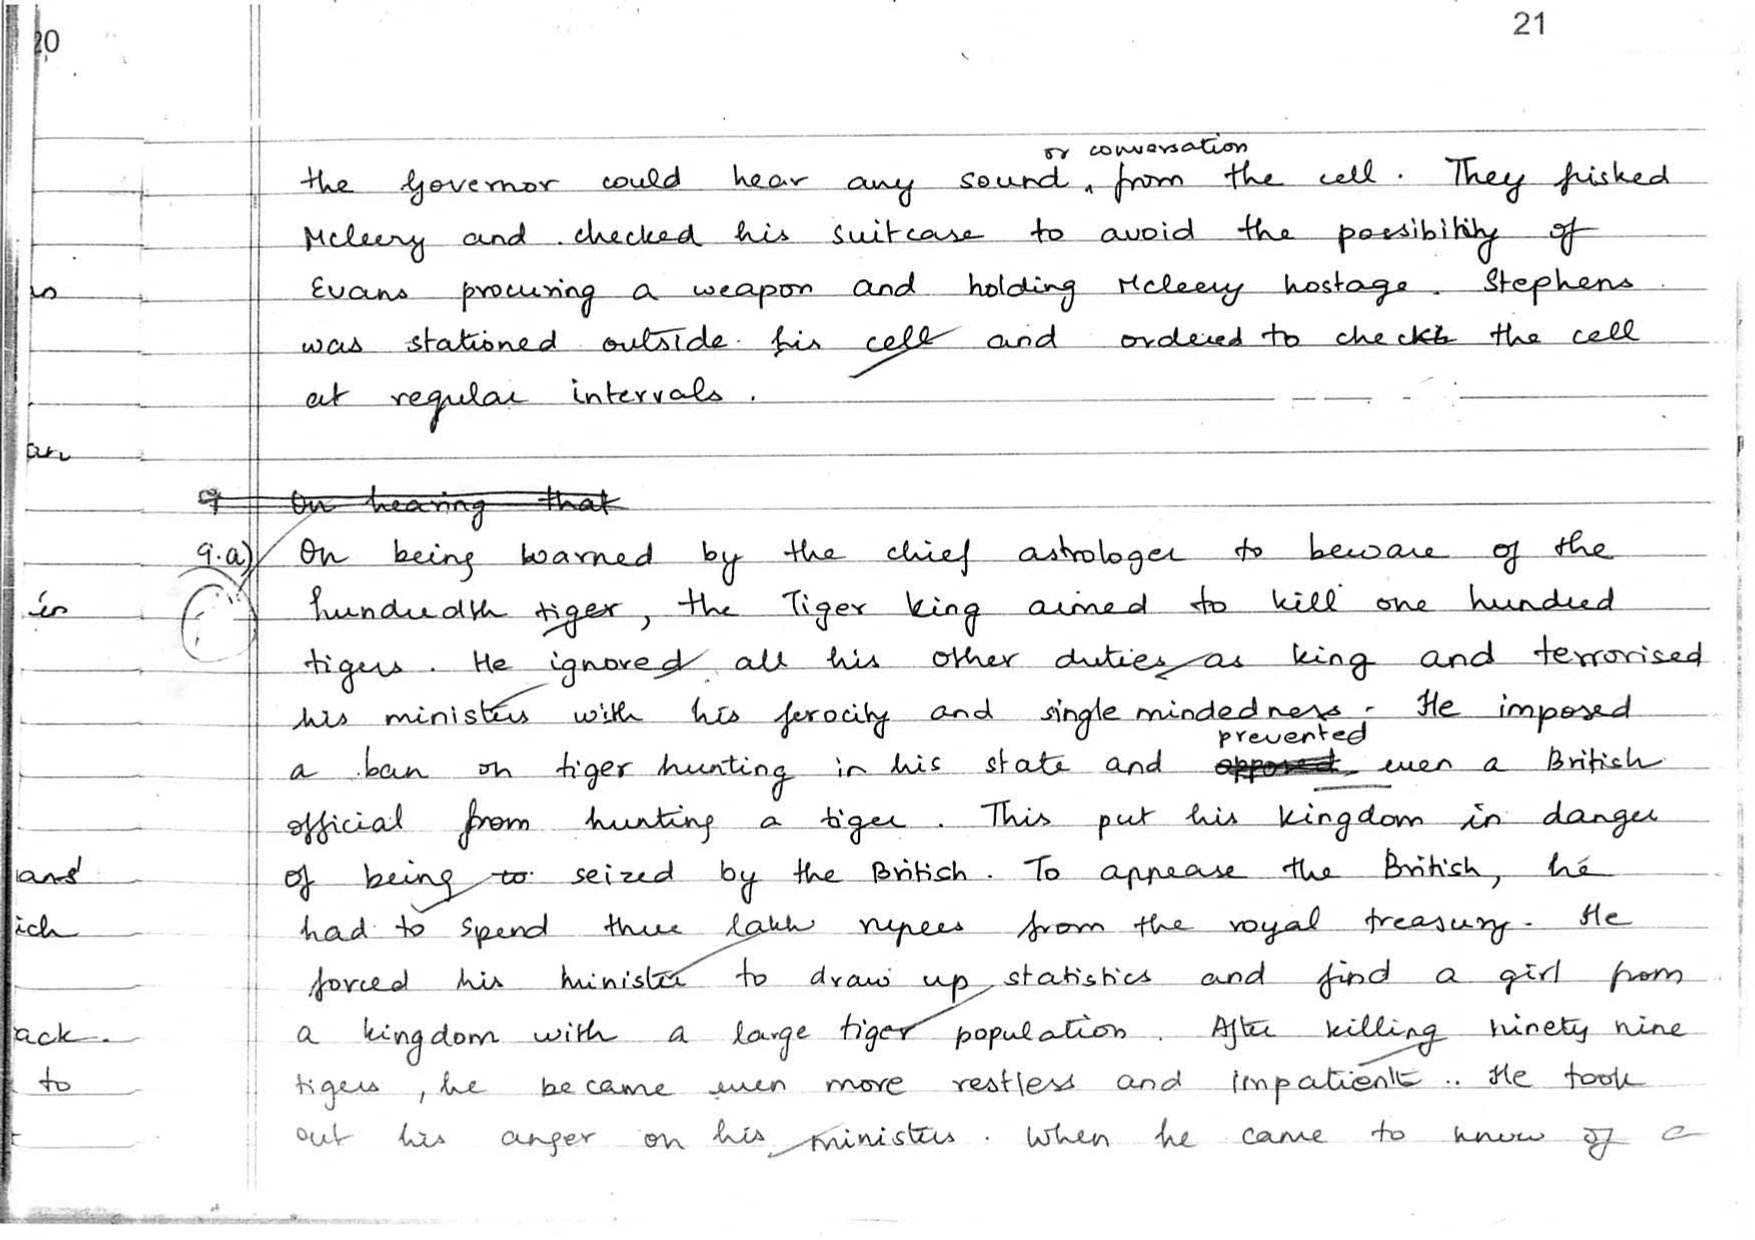 20
21
or conversation
the Governor could hear any sound from the cell. They frisked
Mcleery and checked his suitcase to avoid the possibility of
Evans procuring a weapon and holding Mcleery hostage. Stephens
was stationed outside his cell and ordered to check the cell
at regular intervals.
9 On hearing that
9.a) On being warned by the chief astrologer to beware of the
hundredth tiger, the Tiger king aimed to kill one hundred
tigers. He ignored all his other duties as king and terrorised
his ministers with his ferocity and single mindedness. He imposed
prevented
a ban on tiger hunting in his state and opposed even a British
official from hunting a tiger. This put his kingdom in danger
of being to seized by the British. To appease the British, he
had to spend three lakh rupees from the royal treasury. He
forced his minister to draw up statistics and find a girl from
a kingdom with a large tiger population. After killing ninety nine
tigers, he became even more restless and impatient.. He took
out his anger on his ministers. When he came to know of a
an
in
and
ich
ack.
to